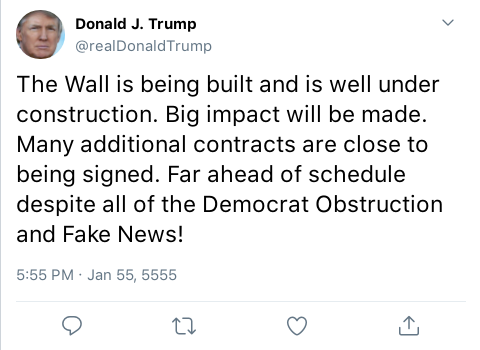 Donald J. Trump
@realDonaldTrump
The Wall is being built and is well under
construction. Big impact will be made.
Many additional contracts are close to
being signed. Far ahead of schedule
despite all of the Democrat Obstruction
and Fake News!
5:55 PM · Jan 55, 5555